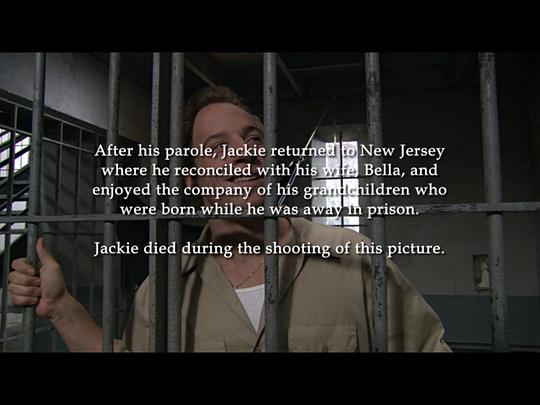 After his parole, Jackie returned to New Jersey
where he reconciled with his wife, Bella, and
enjoyed the company of his grandchildren who
were born while he was away in prison.
Jackie died during the shooting of this picture.